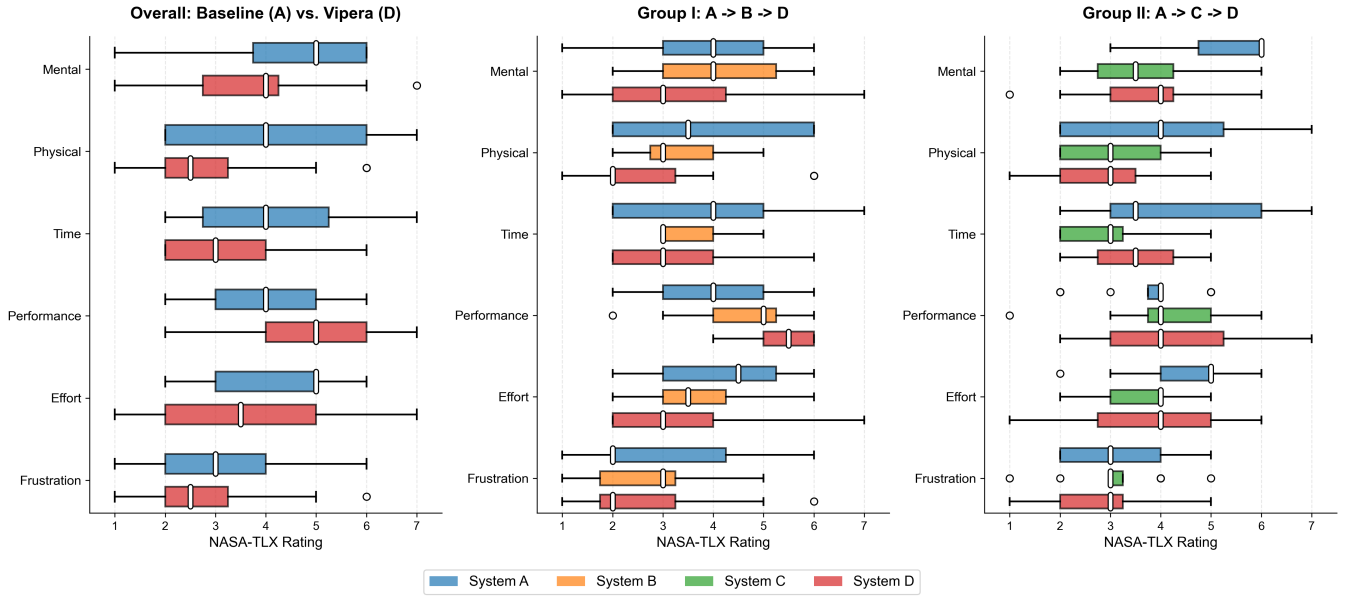 Overall: Baseline (A) vs. Vipera (D)
Mental
Physical
Time
Performance
Effort
Frustration
1 2 3 4 5 6 7
NASA-TLX Rating
Group I: A -> B -> D
Mental
Physical
Time
Performance
Effort
Frustration
1 2 3 4 5 6 7
NASA-TLX Rating
Group II: A -> C -> D
Mental
Physical
Time
Performance
Effort
Frustration
1 2 3 4 5 6 7
NASA-TLX Rating
System A System B System C System D